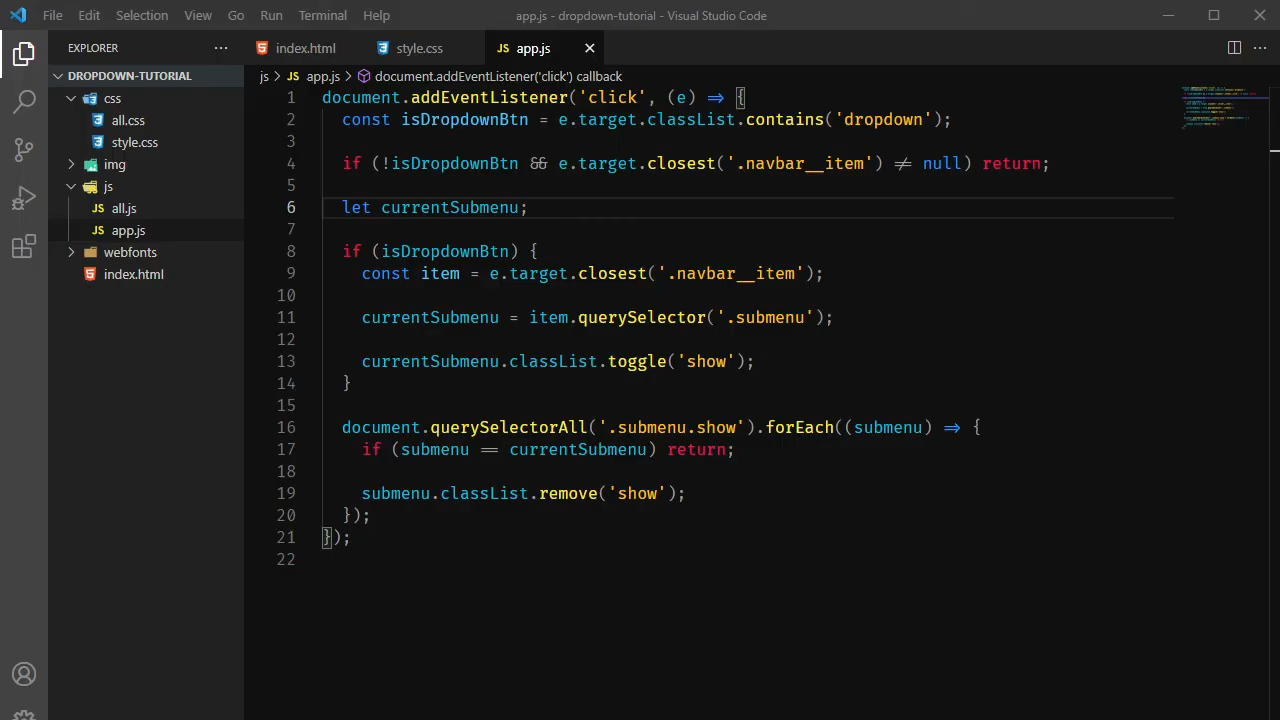 File Edit Selection View Go Run Terminal Help app.js - dropdown-tutorial - Visual Studio Code
EXPLORER
DROPDOWN-TUTORIAL
css
all.css
style.css
img
js
JS all.js
JS app.js
webfonts
index.html
index.html style.css JS app.js
js > JS app.js > document.addEventListener('click') callback
1 document.addEventListener('click', (e) => {
2 const isDropdownBtn = e.target.classList.contains('dropdown');
3
4 if (!isDropdownBtn && e.target.closest('.navbar__item') != null) return;
5
6 let currentSubmenu;
7
8 if (isDropdownBtn) {
9 const item = e.target.closest('.navbar__item');
10
11 currentSubmenu = item.querySelector('.submenu');
12
13 currentSubmenu.classList.toggle('show');
14 }
15
16 document.querySelectorAll('.submenu.show').forEach((submenu) => {
17 if (submenu == currentSubmenu) return;
18
19 submenu.classList.remove('show');
20 });
21 });
22